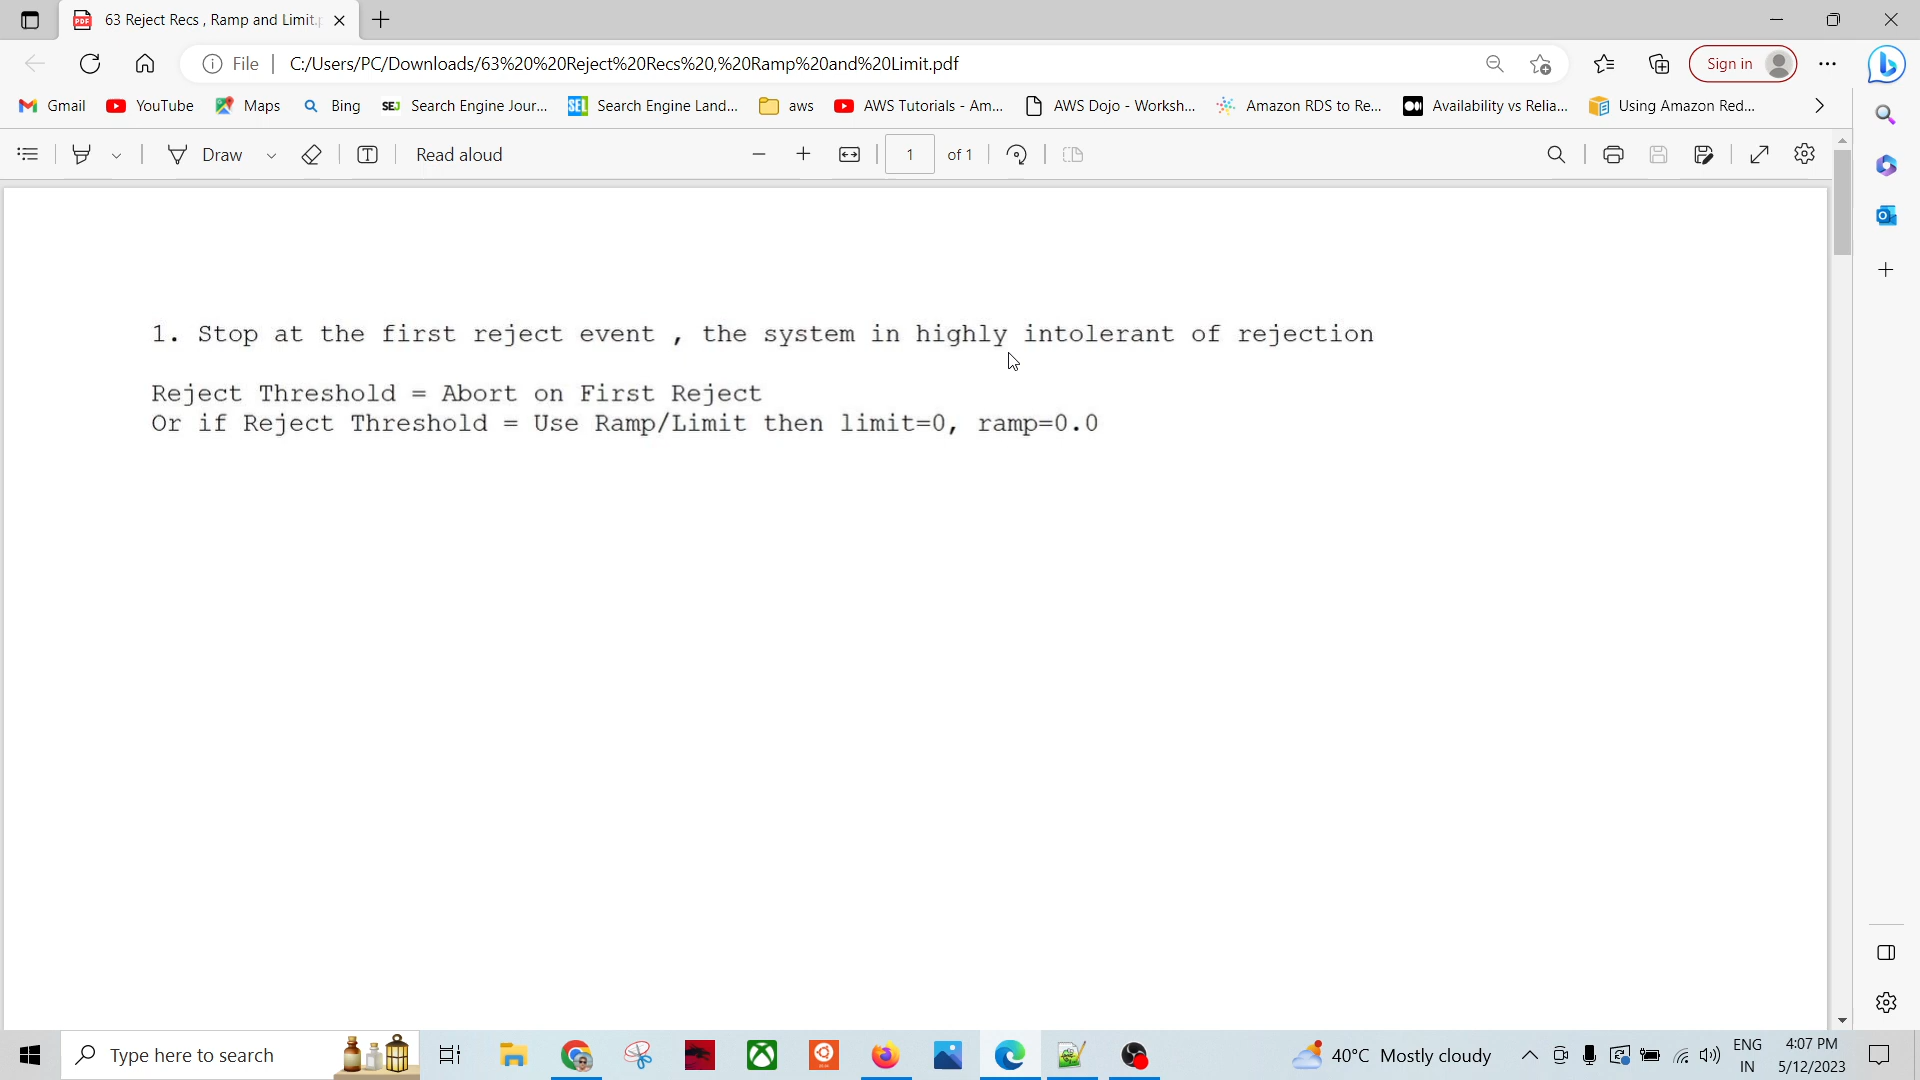 63 Reject Recs , Ramp and Limit.p
File
C:/Users/PC/Downloads/63%20%20Reject%20Recs%20,%20Ramp%20and%20Limit.pdf
Sign in
Gmail
YouTube
Maps
Bing
SEJ Search Engine Jour...
SEL Search Engine Land...
aws
AWS Tutorials - Am...
AWS Dojo - Worksh...
Amazon RDS to Re...
Availability vs Relia...
Using Amazon Red...
Draw
Read aloud
1
of 1
1. Stop at the first reject event , the system in highly intolerant of rejection
Reject Threshold = Abort on First Reject
Or if Reject Threshold = Use Ramp/Limit then limit=0, ramp=0.0
Type here to search
40°C Mostly cloudy
ENG
IN
4:07 PM
5/12/2023